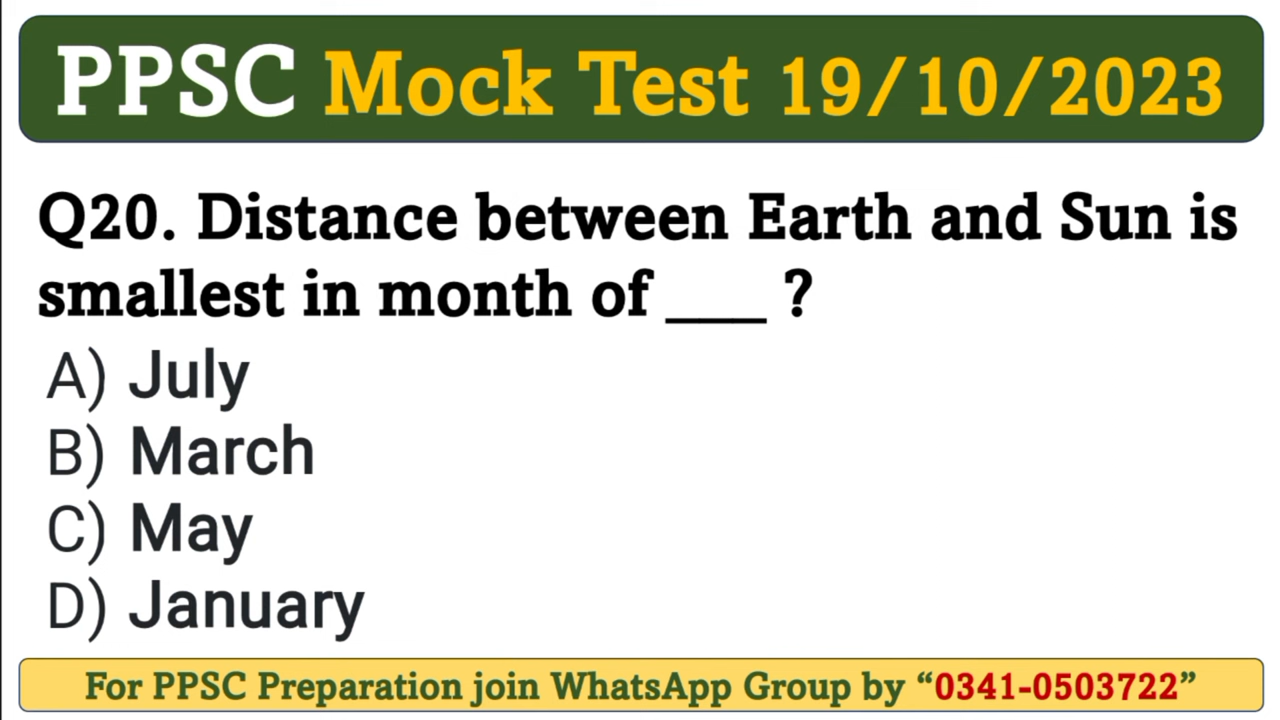 PPSC Mock Test 19/10/2023
Q20. Distance between Earth and Sun is
smallest in month of ___ ?
A) July
B) March
C) May
D) January
For PPSC Preparation join WhatsApp Group by “0341-0503722”